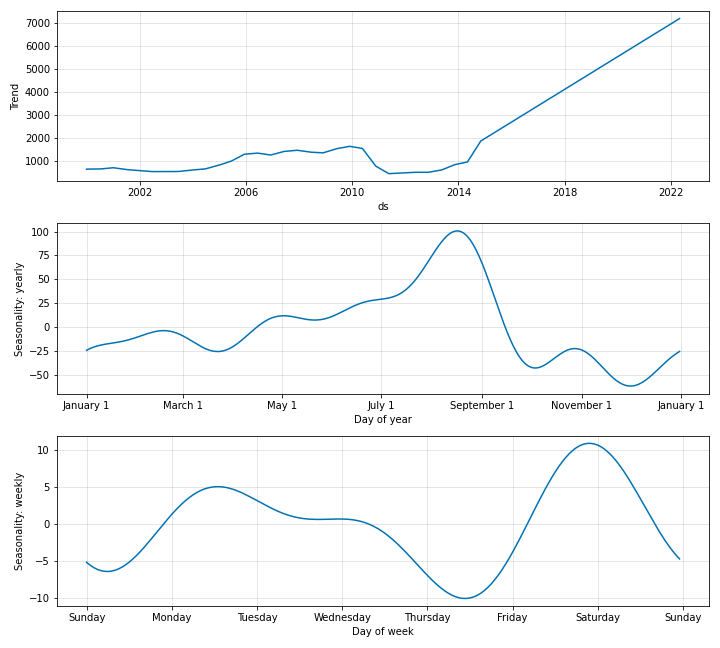 7000
6000
5000
4000
3000
2000
1000
Trend
2002 2006 2010 2014 2018 2022
ds
100
75
50
25
0
−25
−50
Seasonality: yearly
January 1 March 1 May 1 July 1 September 1 November 1 January 1
Day of year
10
5
0
−5
−10
Seasonality: weekly
Sunday Monday Tuesday Wednesday Thursday Friday Saturday Sunday
Day of week